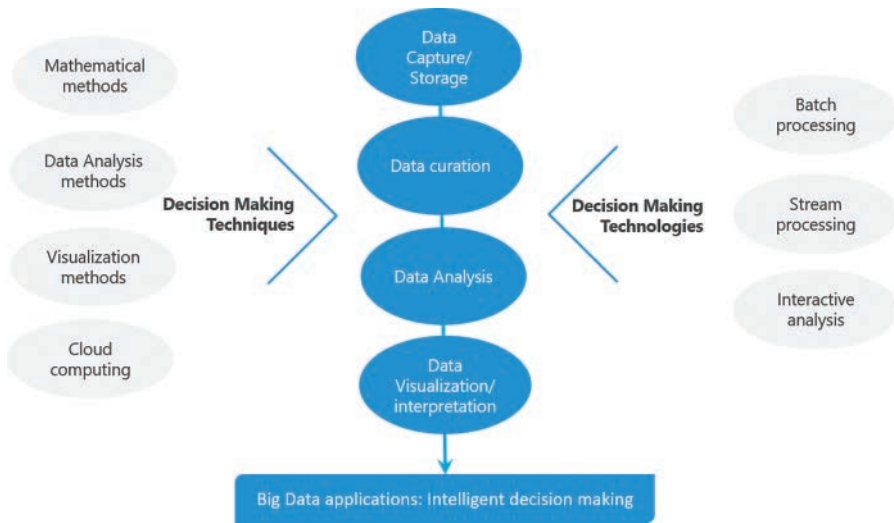 Mathematical
methods
Data Analysis
methods
Visualization
methods
Cloud
computing
Decision Making
Techniques
Data
Capture/
Storage
Data curation
Data Analysis
Data
Visualization/
interpretation
Decision Making
Technologies
Batch
processing
Stream
processing
Interactive
analysis
Big Data applications: Intelligent decision making